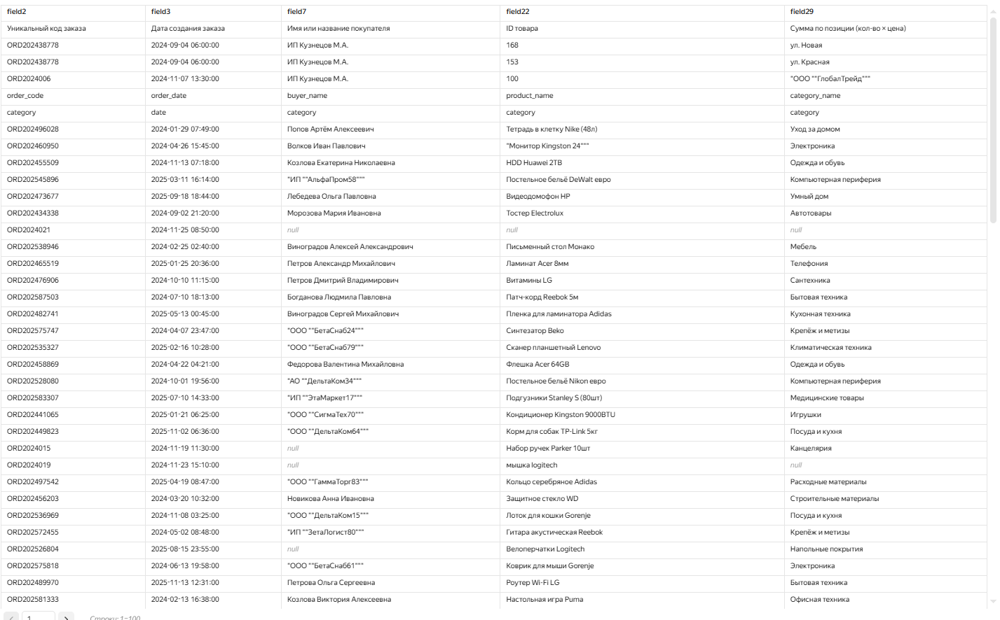 field2 field3 field7 field22 field29
Уникальный код заказа Дата создания заказа Имя или название покупателя ID товара Сумма по позиции (кол-во × цена)
ORD202438778 2024-09-04 06:00:00 ИП Кузнецов М.А. 168 ул. Новая
ORD202438778 2024-09-04 06:00:00 ИП Кузнецов М.А. 153 ул. Красная
ORD2024006 2024-11-07 13:30:00 ИП Кузнецов М.А. 100 "ООО ""ГлобалТрейд"""
order_code order_date buyer_name product_name category_name
category date category category category
ORD202496028 2024-01-29 07:49:00 Попов Артём Алексеевич Тетрадь в клетку Nike (48л) Уход за домом
ORD202460950 2024-04-26 15:45:00 Волков Иван Павлович "Монитор Kingston 24""" Электроника
ORD202455509 2024-11-13 07:18:00 Козлова Екатерина Николаевна HDD Huawei 2TB Одежда и обувь
ORD202545896 2025-03-11 16:14:00 "ИП ""АльфаПром58""" Постельное бельё DeWalt евро Компьютерная периферия
ORD202473677 2025-09-18 18:44:00 Лебедева Ольга Павловна Видеодомофон HP Умный дом
ORD202434338 2024-09-02 21:20:00 Морозова Мария Ивановна Тостер Electrolux Автотовары
ORD2024021 2024-11-25 08:50:00 null null null
ORD202538946 2024-02-25 02:40:00 Виноградов Алексей Александрович Письменный стол Монако Мебель
ORD202465519 2025-01-25 20:36:00 Петров Александр Михайлович Ламинат Acer 8мм Телефония
ORD202476906 2024-10-10 11:15:00 Петров Дмитрий Владимирович Витамины LG Сантехника
ORD202587503 2024-07-10 18:13:00 Богданова Людмила Павловна Патч-корд Reebok 5м Бытовая техника
ORD202482741 2025-05-13 00:45:00 Виноградов Сергей Михайлович Пленка для ламинатора Adidas Кухонная техника
ORD202575747 2024-04-07 23:47:00 "ООО ""БетаСнаб24""" Синтезатор Beko Крепёж и метизы
ORD202535327 2025-02-16 10:28:00 "ООО ""БетаСнаб79""" Сканер планшетный Lenovo Климатическая техника
ORD202458869 2024-04-22 04:21:00 Федорова Валентина Михайловна Флешка Acer 64GB Одежда и обувь
ORD202528080 2024-10-01 19:56:00 "АО ""ДельтаКом34""" Постельное бельё Nikon евро Компьютерная периферия
ORD202583307 2025-07-10 14:33:00 "ИП ""ЭтаМаркет17""" Подгузники Stanley S (80шт) Медицинские товары
ORD202441065 2025-01-21 06:25:00 "ООО ""СигмаТех70""" Кондиционер Kingston 9000BTU Игрушки
ORD202449823 2025-11-02 06:36:00 "ООО ""ДельтаКом64""" Корм для собак TP-Link 5кг Посуда и кухня
ORD2024015 2024-11-19 11:30:00 null Набор ручек Parker 10шт Канцелярия
ORD2024019 2024-11-23 15:10:00 null мышка logitech null
ORD202497542 2025-04-19 08:47:00 "ООО ""ГаммаТорг83""" Кольцо серебряное Adidas Расходные материалы
ORD202456203 2024-03-20 10:32:00 Новикова Анна Ивановна Защитное стекло WD Строительные материалы
ORD202536969 2024-11-08 03:25:00 "ООО ""ДельтаКом15""" Лоток для кошки Gorenje Посуда и кухня
ORD202572455 2024-05-02 08:48:00 "ИП ""ЗетаЛогист80""" Гитара акустическая Reebok Крепёж и метизы
ORD202526804 2025-08-15 23:55:00 null Велоперчатки Logitech Напольные покрытия
ORD202575818 2024-06-13 19:58:00 "ООО ""БетаСнаб61""" Коврик для мыши Gorenje Электроника
ORD202489970 2025-11-13 12:31:00 Петрова Ольга Сергеевна Роутер Wi-Fi LG Бытовая техника
ORD202581333 2024-02-13 16:38:00 Козлова Виктория Алексеевна Настольная игра Puma Офисная техника
1 Строки: 1–100